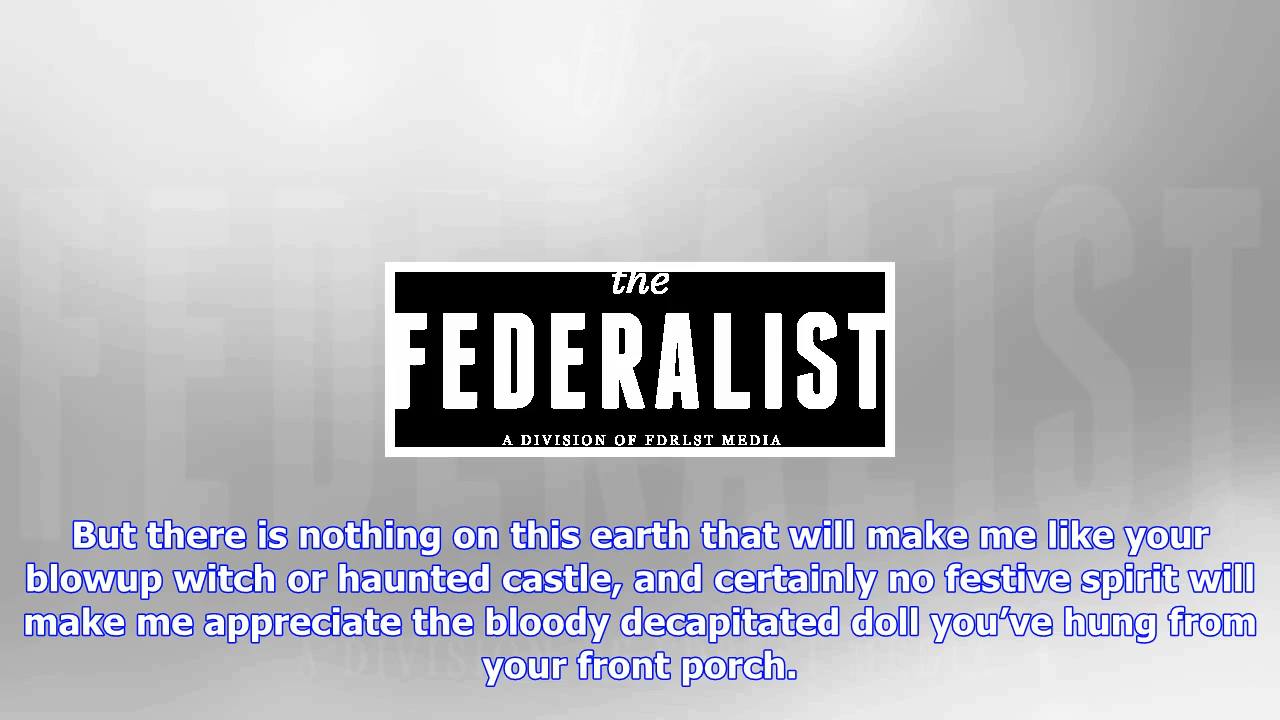 the
FEDERALIST
the
FEDERALIST
A DIVISION OF FDRLST MEDIA
But there is nothing on this earth that will make me like your
blowup witch or haunted castle, and certainly no festive spirit will
make me appreciate the bloody decapitated doll you’ve hung from
your front porch.